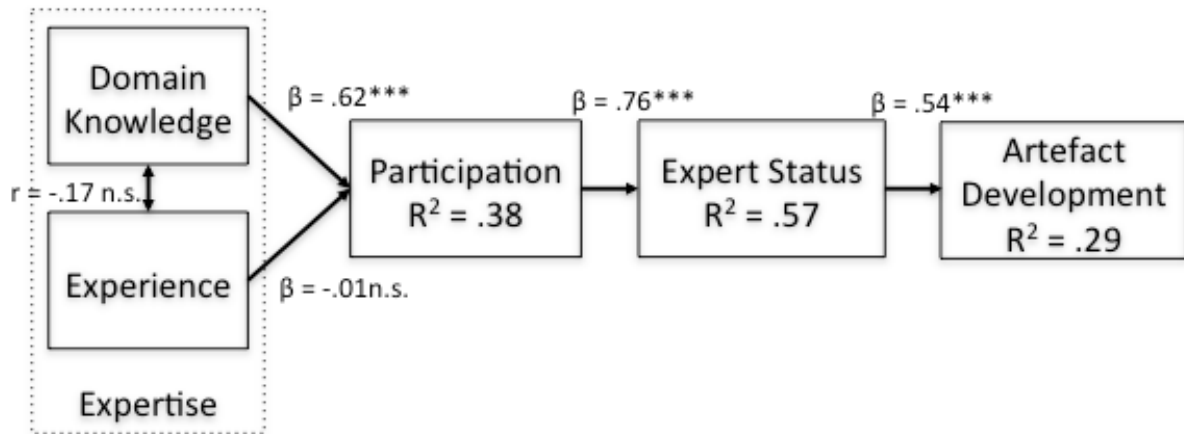 Domain
Knowledge
β = .62***
β = .76***
β = .54***
r = -.17 n.s.
Participation
R² = .38
Expert Status
R² = .57
Artefact
Development
R² = .29
Experience
β = -.01n.s.
Expertise